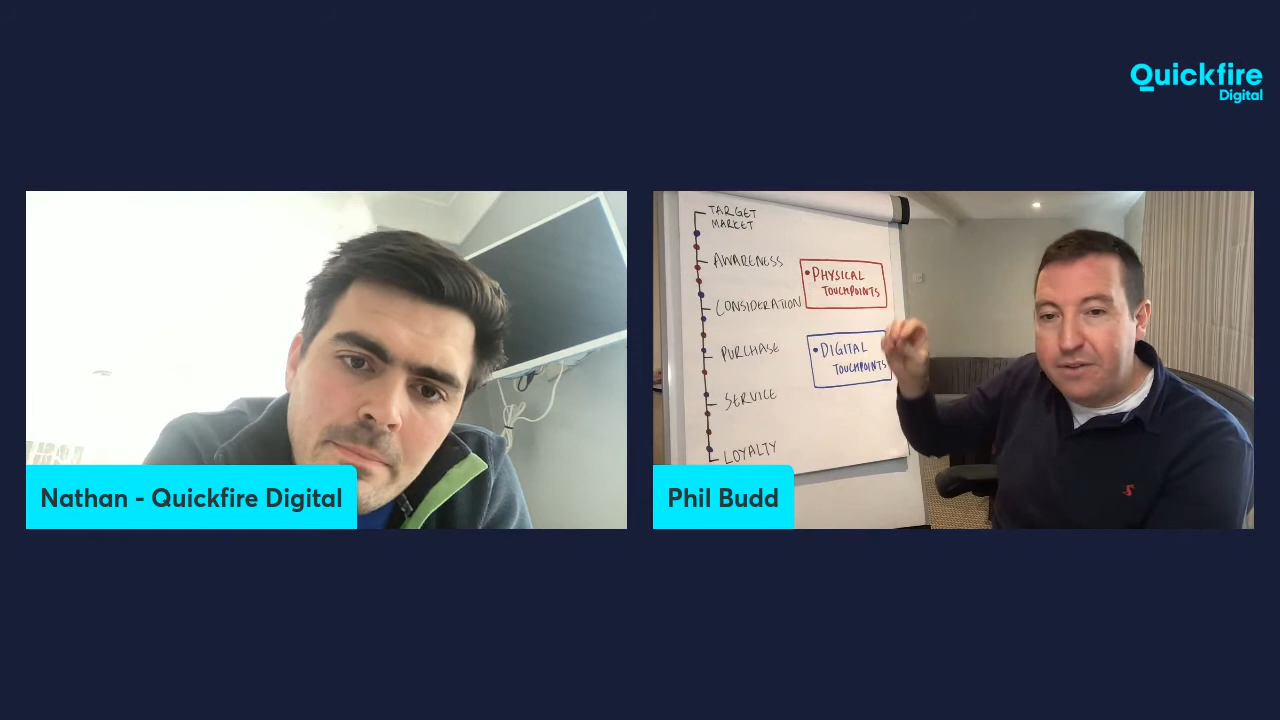 Quickfire
Digital
TARGET
MARKET
AWARENESS
PHYSICAL
TOUCHPOINTS
CONSIDERATION
DIGITAL
TOUCHPOINTS
PURCHASE
SERVICE
LOYALTY
Nathan - Quickfire Digital
Phil Budd